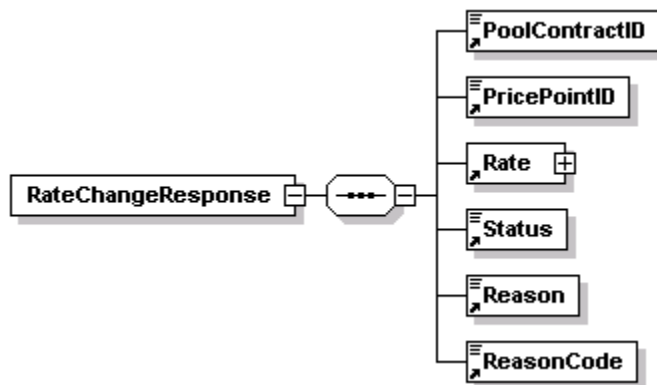 PoolContractID
PricePointID
Rate
RateChangeResponse
Status
Reason
ReasonCode